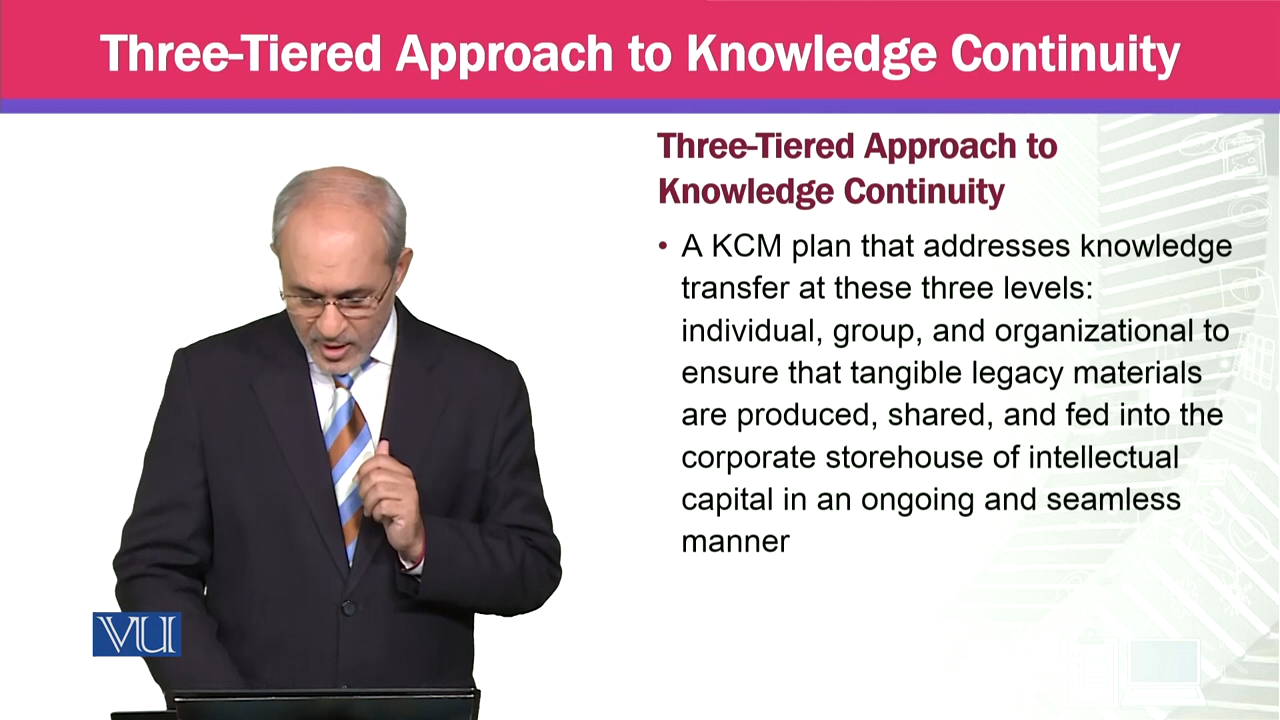 Three-Tiered Approach to Knowledge Continuity
Three-Tiered Approach to
Knowledge Continuity
• A KCM plan that addresses knowledge
transfer at these three levels:
individual, group, and organizational to
ensure that tangible legacy materials
are produced, shared, and fed into the
corporate storehouse of intellectual
capital in an ongoing and seamless
manner
VU